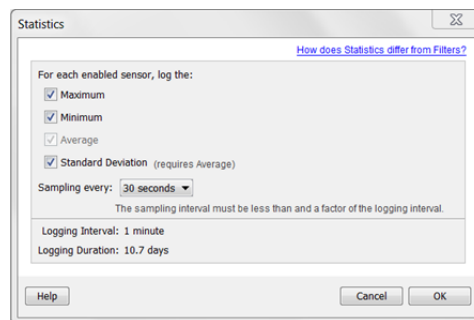 Statistics
How does Statistics differ from Filters?
For each enabled sensor, log the:
Maximum
Minimum
Average
Standard Deviation (requires Average)
Sampling every: 30 seconds
The sampling interval must be less than and a factor of the logging interval.
Logging Interval: 1 minute
Logging Duration: 10.7 days
Help Cancel OK